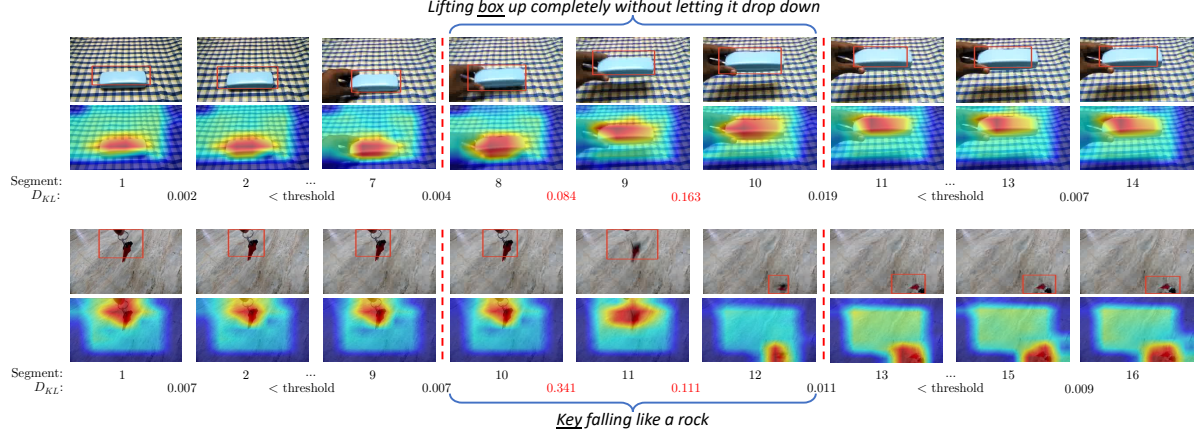 Lifting box up completely without letting it drop down
Segment: 1 2 ... 7 8 9 10 11 ... 13 14
D_KL: 0.002 < threshold 0.004 0.084 0.163 0.019 < threshold 0.007
Segment: 1 2 ... 9 10 11 12 13 ... 15 16
D_KL: 0.007 < threshold 0.007 0.341 0.111 0.011 < threshold 0.009
Key falling like a rock